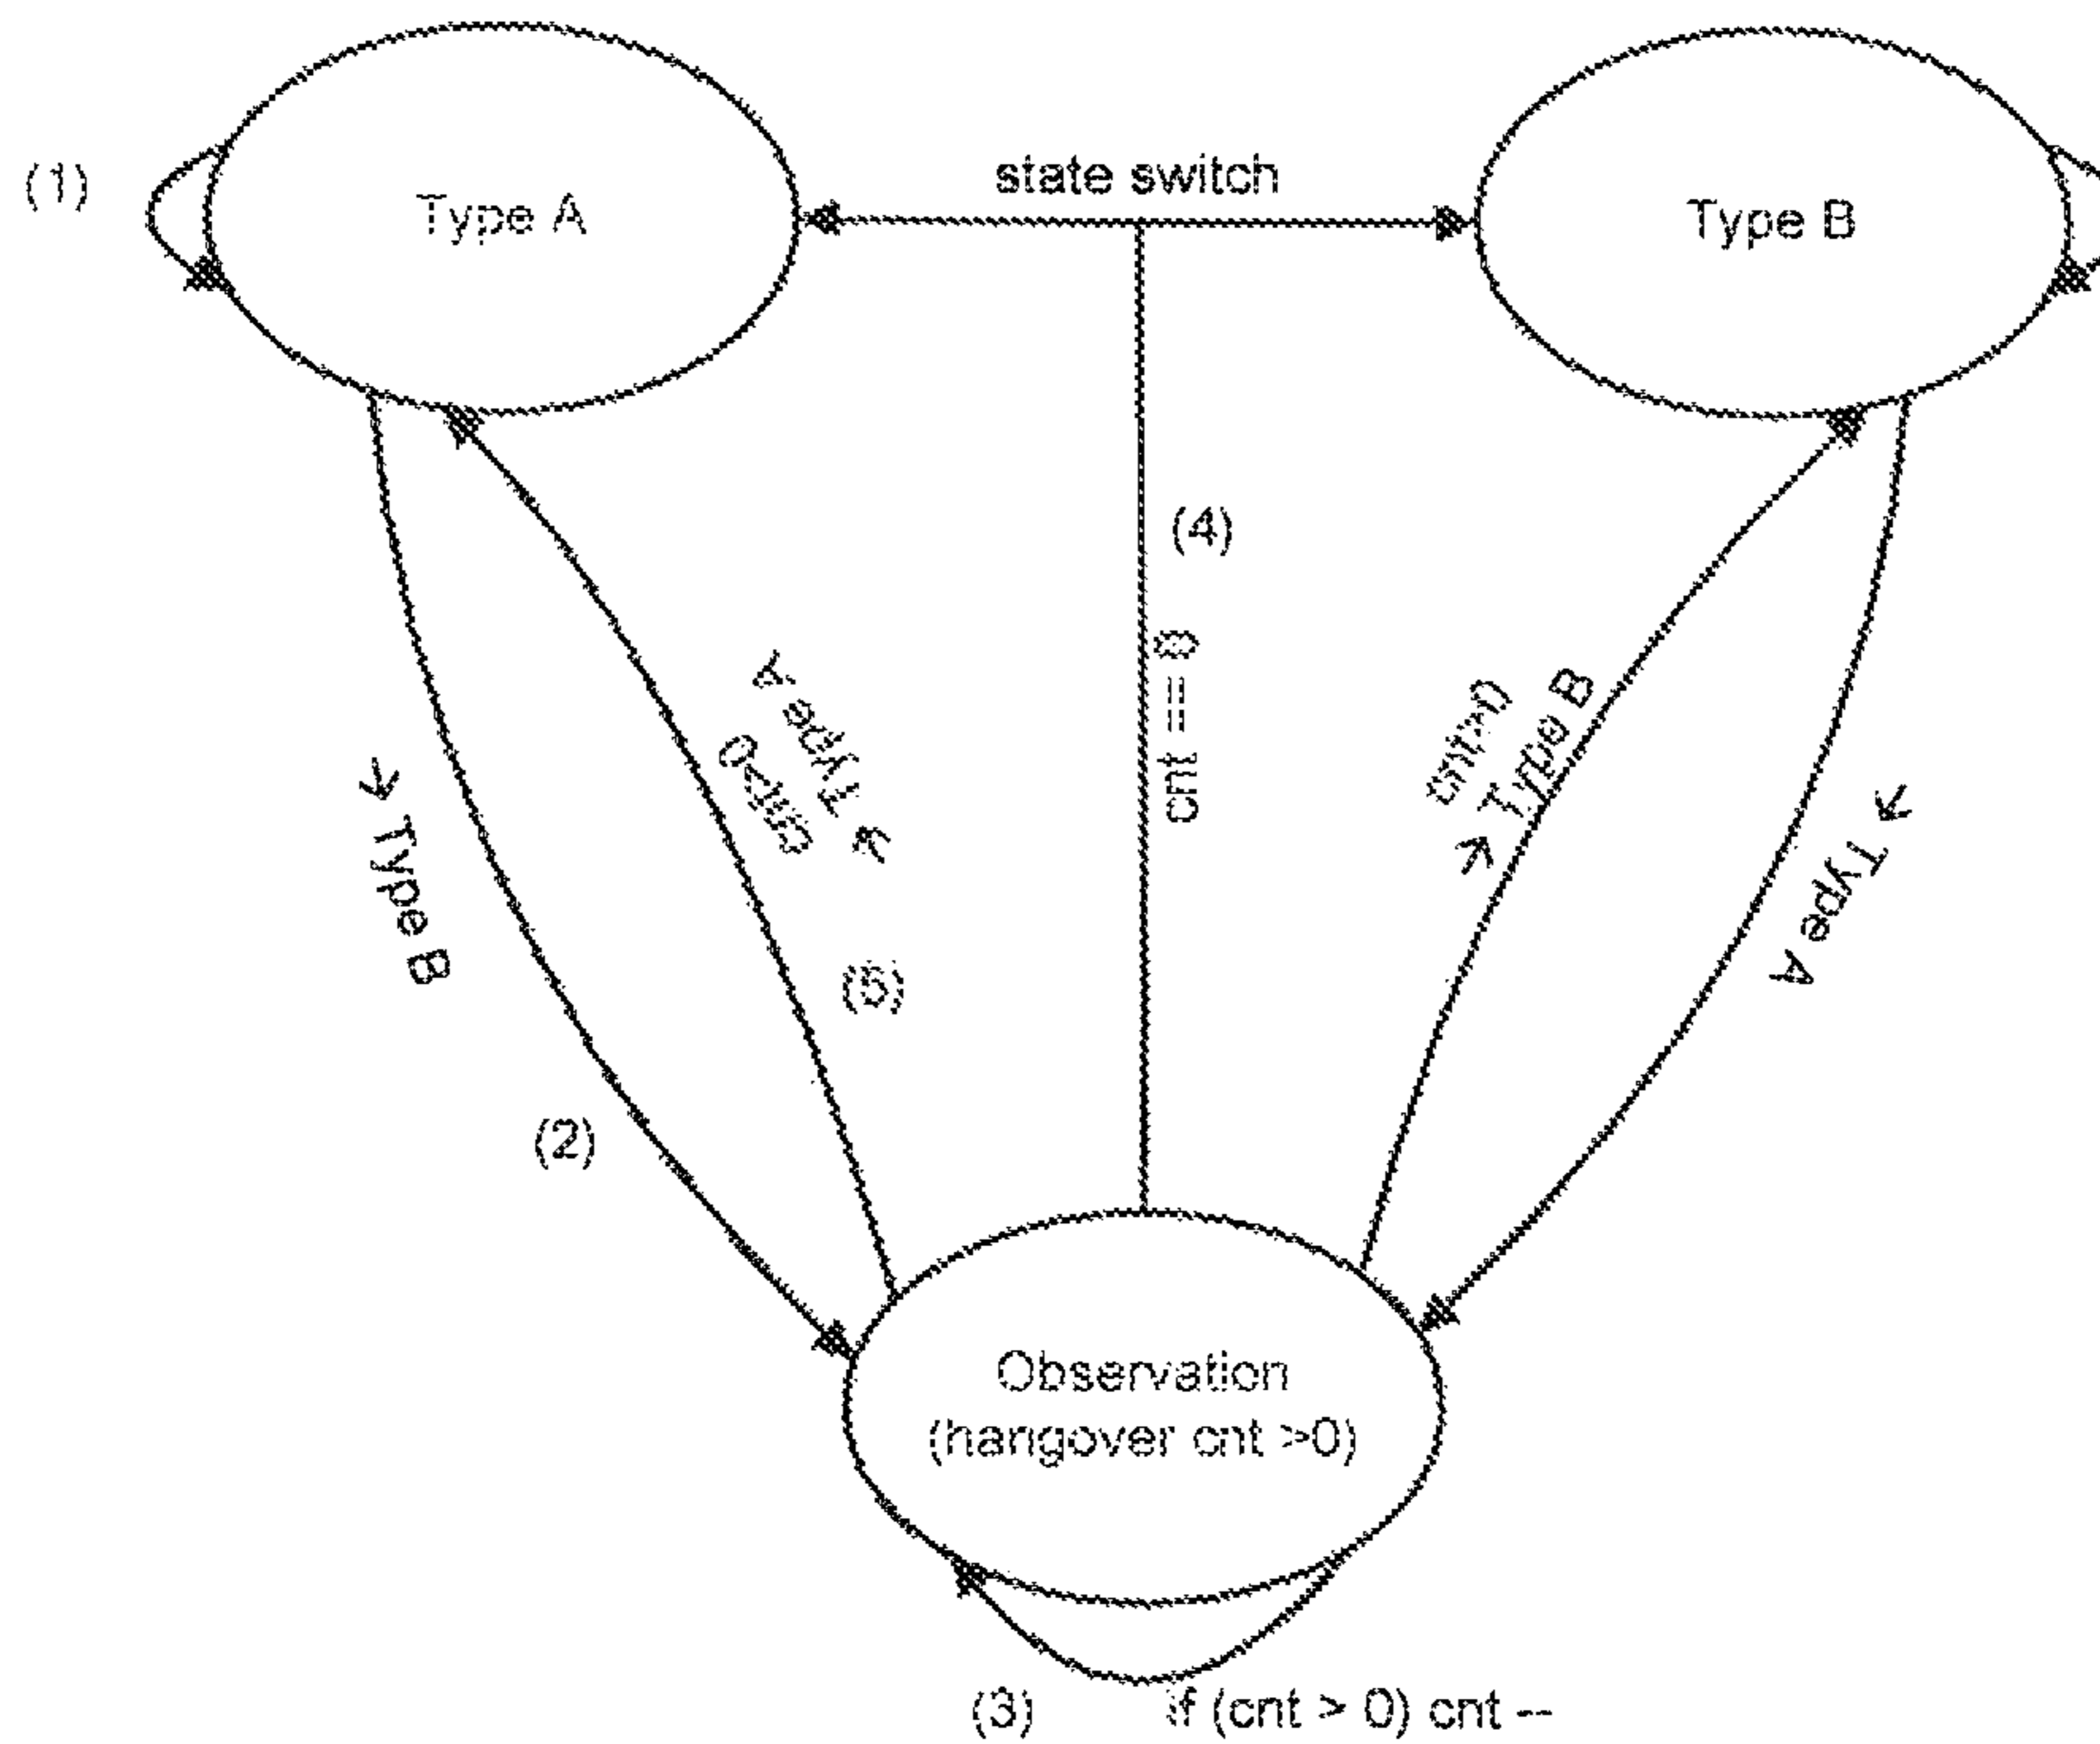 state switch
(1)
Type A
Type B
(4)
cnt == 0
→ Type A
cnt>0
cnt>0
→ Type B
→ Type B
→ Type A
(5)
(2)
Observation
(hangover cnt >0)
(3)
if (cnt > 0) cnt --